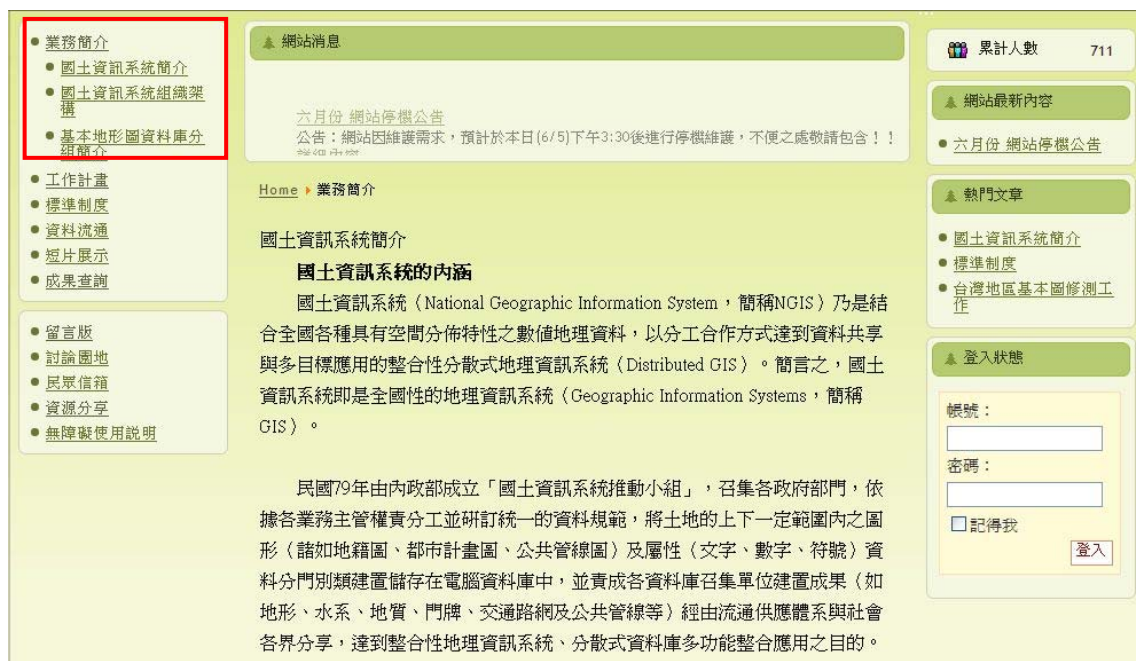 業務簡介
國土資訊系統簡介
國土資訊系統組織架
構
基本地形圖資料庫分
組簡介
工作計畫
標準制度
資料流通
短片展示
成果查詢
留言版
討論園地
民眾信箱
資源分享
無障礙使用說明
網站消息
六月份 網站停機公告
公告：網站因維護需求，預計於本日(6/5)下午3:30後進行停機維護，不便之處敬請包含！！
Home 業務簡介
國土資訊系統簡介
國土資訊系統的內涵
國土資訊系統（National Geographic Information System，簡稱NGIS）乃是結
合全國各種具有空間分佈特性之數值地理資料，以分工合作方式達到資料共享
與多目標應用的整合性分散式地理資訊系統（Distributed GIS）。簡言之，國土
資訊系統即是全國性的地理資訊系統（Geographic Information Systems，簡稱
GIS）。
民國79年由內政部成立「國土資訊系統推動小組」，召集各政府部門，依
據各業務主管權責分工並研訂統一的資料規範，將土地的上下一定範圍內之圖
形（諸如地籍圖、都市計畫圖、公共管線圖）及屬性（文字、數字、符號）資
料分門別類建置儲存在電腦資料庫中，並責成各資料庫召集單位建置成果（如
地形、水系、地質、門牌、交通路網及公共管線等）經由流通供應體系與社會
各界分享，達到整合性地理資訊系統、分散式資料庫多功能整合應用之目的。
累計人數 711
網站最新內容
六月份 網站停機公告
熱門文章
國土資訊系統簡介
標準制度
台灣地區基本圖修測工
作
登入狀態
帳號：
密碼：
記得我
登入